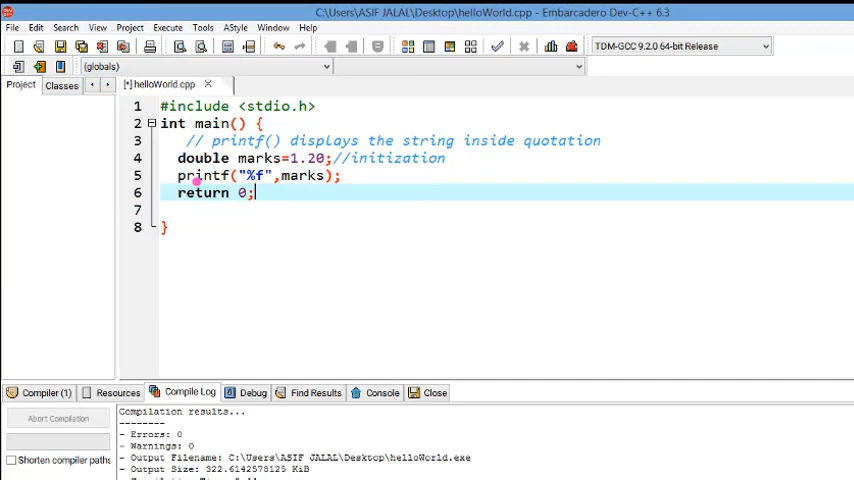 C:\Users\ASIF JALAL\Desktop\helloWorld.cpp - Embarcadero Dev-C++ 6.3
File Edit Search View Project Execute Tools AStyle Window Help
TDM-GCC 9.2.0 64-bit Release
(globals)
Project Classes [*] helloWorld.cpp
1 #include <stdio.h>
2 int main() {
3 // printf() displays the string inside quotation
4 double marks=1.20;//initization
5 printf("%f",marks);
6 return 0;
7
8 }
Compiler (1) Resources Compile Log Debug Find Results Console Close
Abort Compilation
Shorten compiler paths
Compilation results...
--------
- Errors: 0
- Warnings: 0
- Output Filename: C:\Users\ASIF JALAL\Desktop\helloWorld.exe
- Output Size: 322.6142578125 KiB